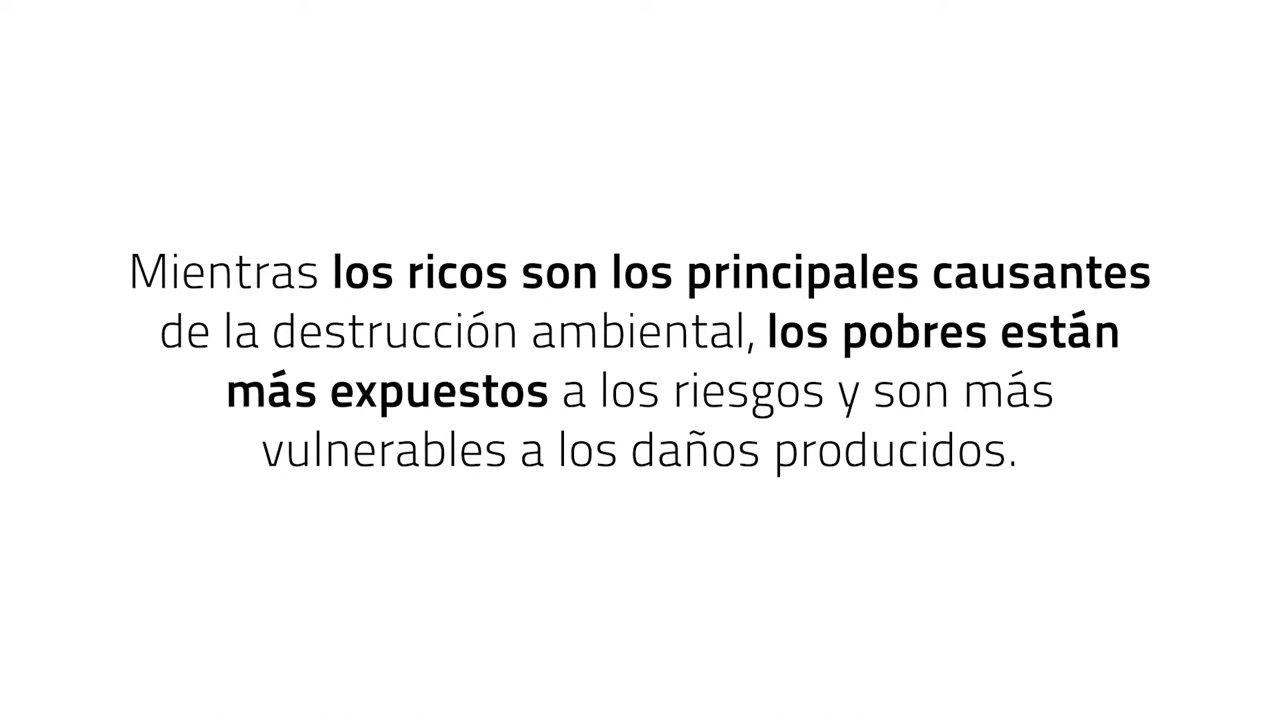 Mientras los ricos son los principales causantes
de la destrucción ambiental, los pobres están
más expuestos a los riesgos y son más
vulnerables a los daños producidos.